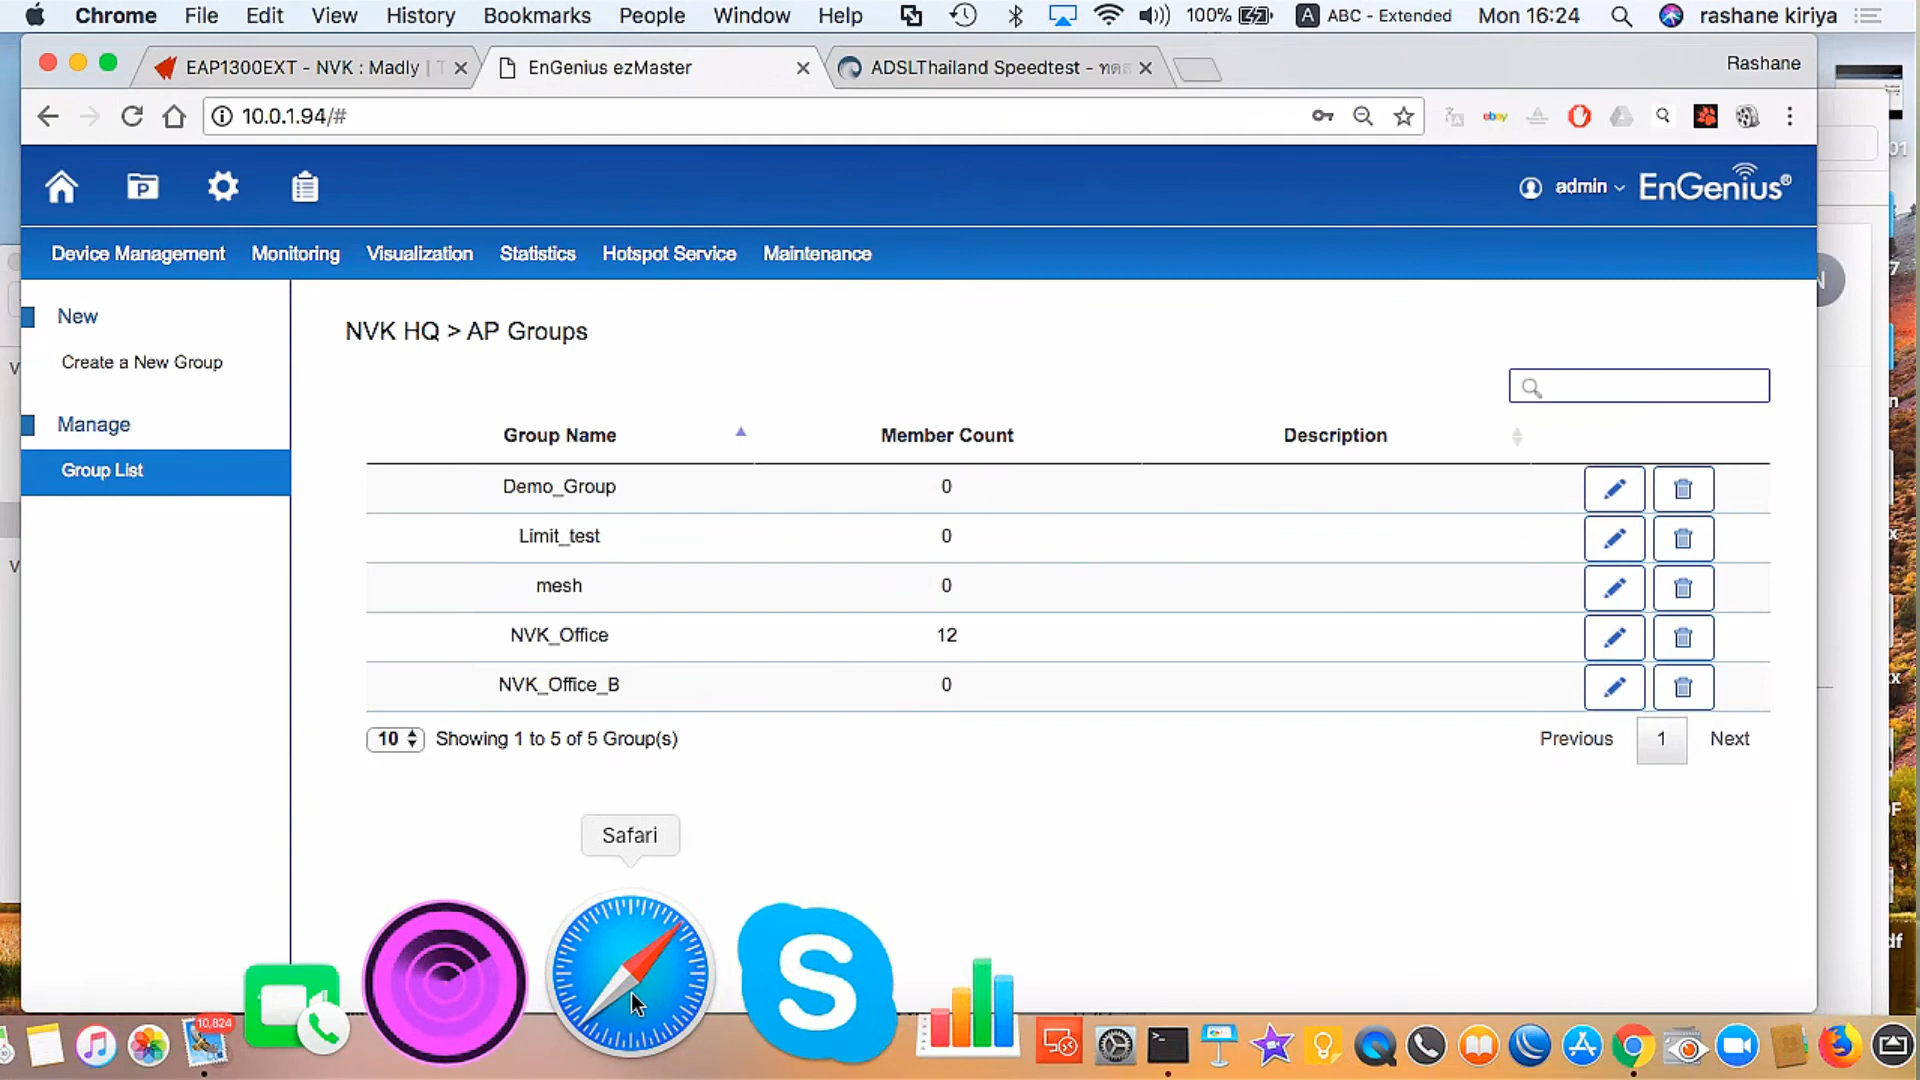 Chrome File Edit View History Bookmarks People Window Help 100% A ABC - Extended Mon 16:24 rashane kiriya
EAP1300EXT - NVK : Madly | T EnGenius ezMaster ADSLThailand Speedtest - ทดส Rashane
10.0.1.94/# ebay
P admin EnGenius®
Device Management Monitoring Visualization Statistics Hotspot Service Maintenance
New
Create a New Group
Manage
Group List
NVK HQ > AP Groups
Group Name Member Count Description
Demo_Group 0
Limit_test 0
mesh 0
NVK_Office 12
NVK_Office_B 0
10 Showing 1 to 5 of 5 Group(s) Previous 1 Next
Safari
S
10,824